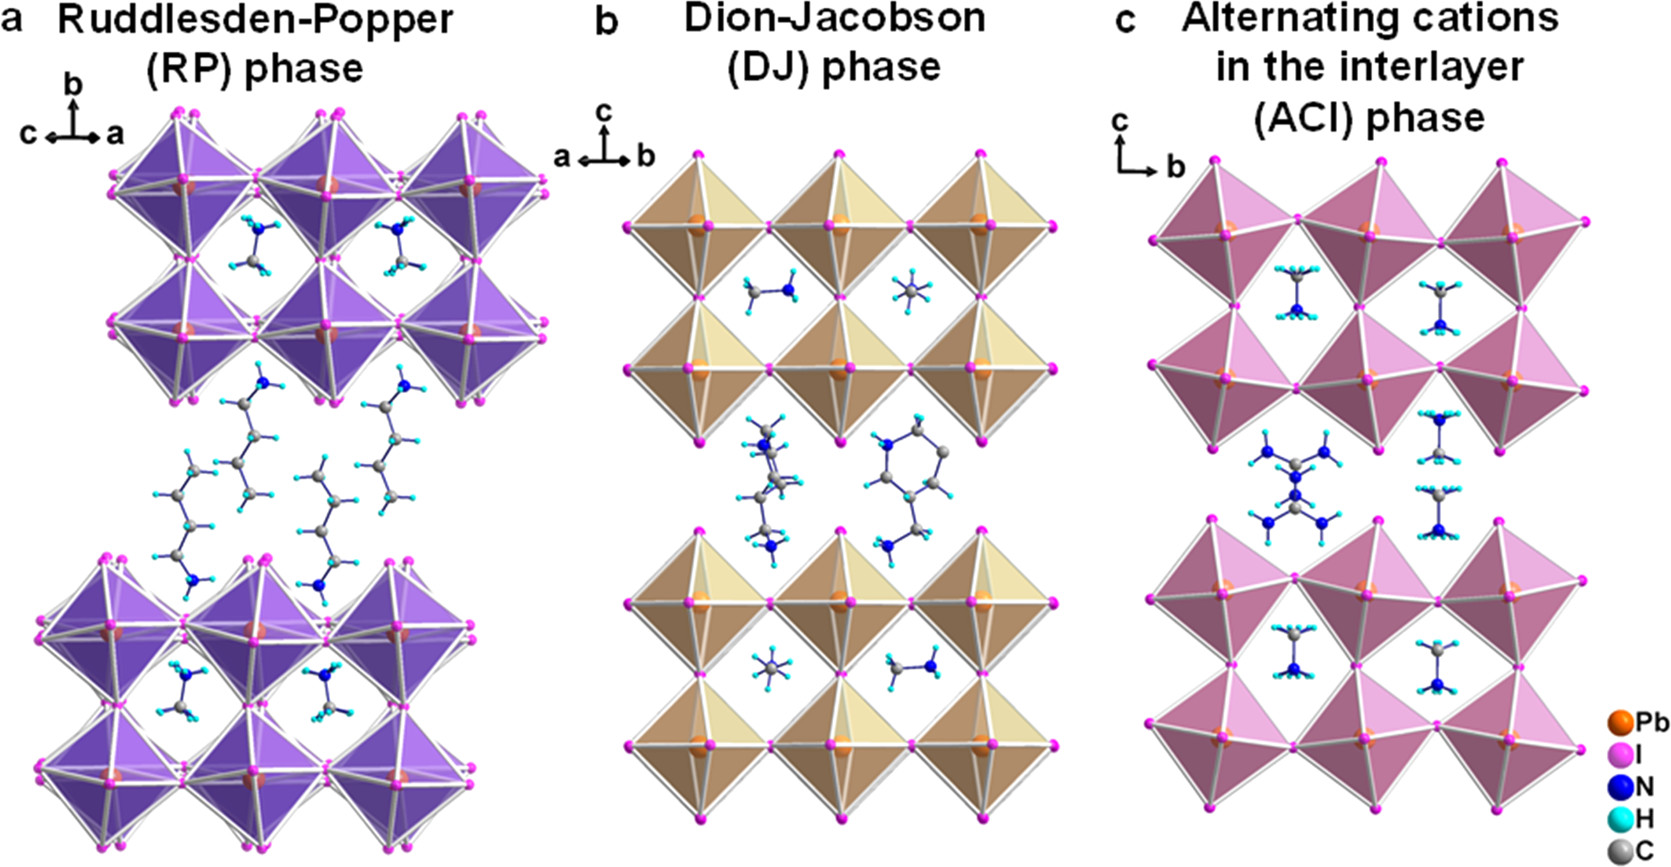 a Ruddlesden-Popper
(RP) phase
b
c a
b Dion-Jacobson
(DJ) phase
c
a b
c Alternating cations
in the interlayer
(ACI) phase
c
b
Pb
I
N
H
C